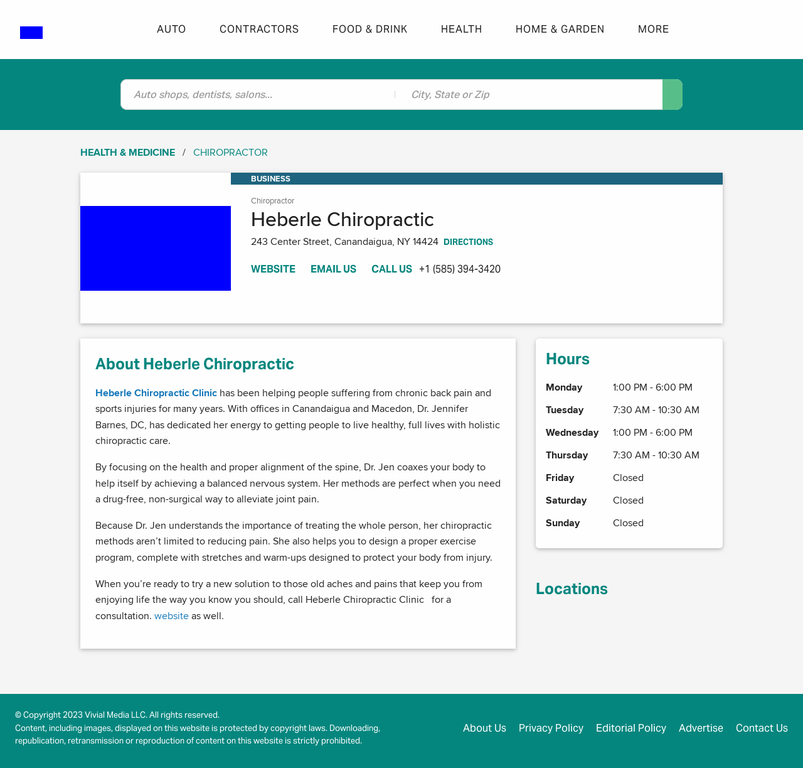 AUTO CONTRACTORS FOOD & DRINK HEALTH HOME & GARDEN MORE
Auto shops, dentists, salons... City, State or Zip
HEALTH & MEDICINE / CHIROPRACTOR
BUSINESS
Chiropractor
Heberle Chiropractic
243 Center Street, Canandaigua, NY 14424 DIRECTIONS
WEBSITE EMAIL US CALL US +1 (585) 394-3420
About Heberle Chiropractic
Heberle Chiropractic Clinic has been helping people suffering from chronic back pain and
sports injuries for many years. With offices in Canandaigua and Macedon, Dr. Jennifer
Barnes, DC, has dedicated her energy to getting people to live healthy, full lives with holistic
chiropractic care.
By focusing on the health and proper alignment of the spine, Dr. Jen coaxes your body to
help itself by achieving a balanced nervous system. Her methods are perfect when you need
a drug-free, non-surgical way to alleviate joint pain.
Because Dr. Jen understands the importance of treating the whole person, her chiropractic
methods aren't limited to reducing pain. She also helps you to design a proper exercise
program, complete with stretches and warm-ups designed to protect your body from injury.
When you're ready to try a new solution to those old aches and pains that keep you from
enjoying life the way you know you should, call Heberle Chiropractic Clinic for a
consultation. website as well.
Hours
Monday 1:00 PM - 6:00 PM
Tuesday 7:30 AM - 10:30 AM
Wednesday 1:00 PM - 6:00 PM
Thursday 7:30 AM - 10:30 AM
Friday Closed
Saturday Closed
Sunday Closed
Locations
© Copyright 2023 Vivial Media LLC. All rights reserved.
Content, including images, displayed on this website is protected by copyright laws. Downloading,
republication, retransmission or reproduction of content on this website is strictly prohibited.
About Us Privacy Policy Editorial Policy Advertise Contact Us